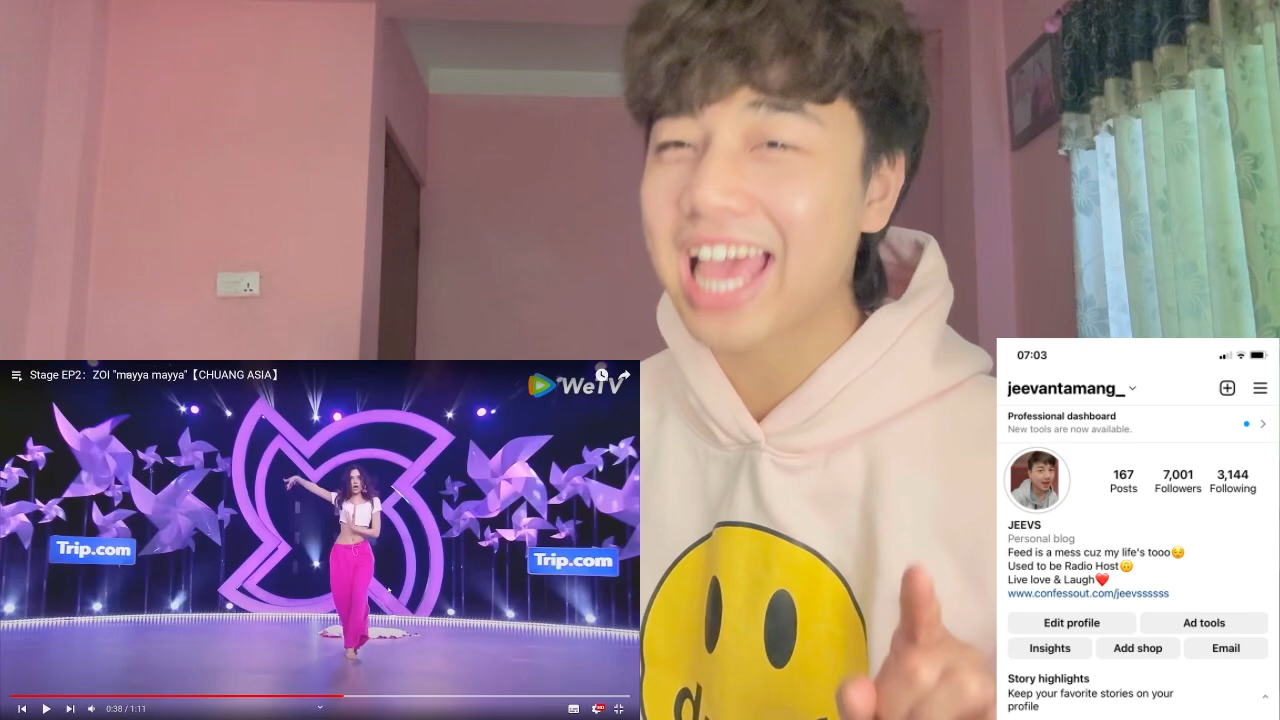 Stage EP2: ZOI "mayya mayya"【CHUANG ASIA】
WeTV
Trip.com
Trip.com
0:38 / 1:11
HD
07:03
jeevantamang_
Professional dashboard
New tools are now available.
167
7,001
3,144
Posts
Followers
Following
JEEVS
Personal blog
Feed is a mess cuz my life's tooo😔
Used to be Radio Host🙃
Live love & Laugh❤️
www.confessout.com/jeevssssss
Edit profile
Ad tools
Insights
Add shop
Email
Story highlights
Keep your favorite stories on your
profile